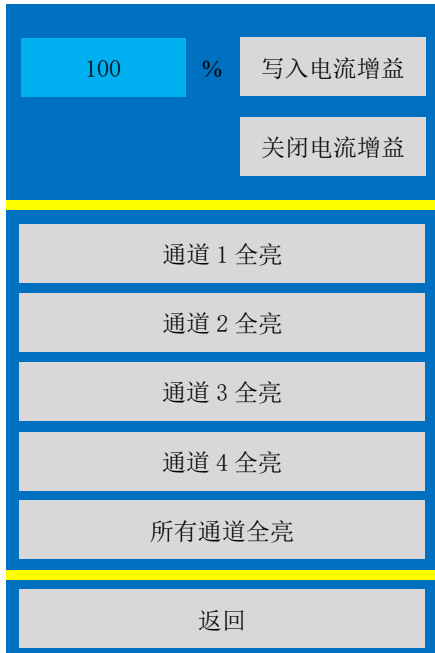 100 % 写入电流增益
关闭电流增益
通道 1 全亮
通道 2 全亮
通道 3 全亮
通道 4 全亮
所有通道全亮
返回